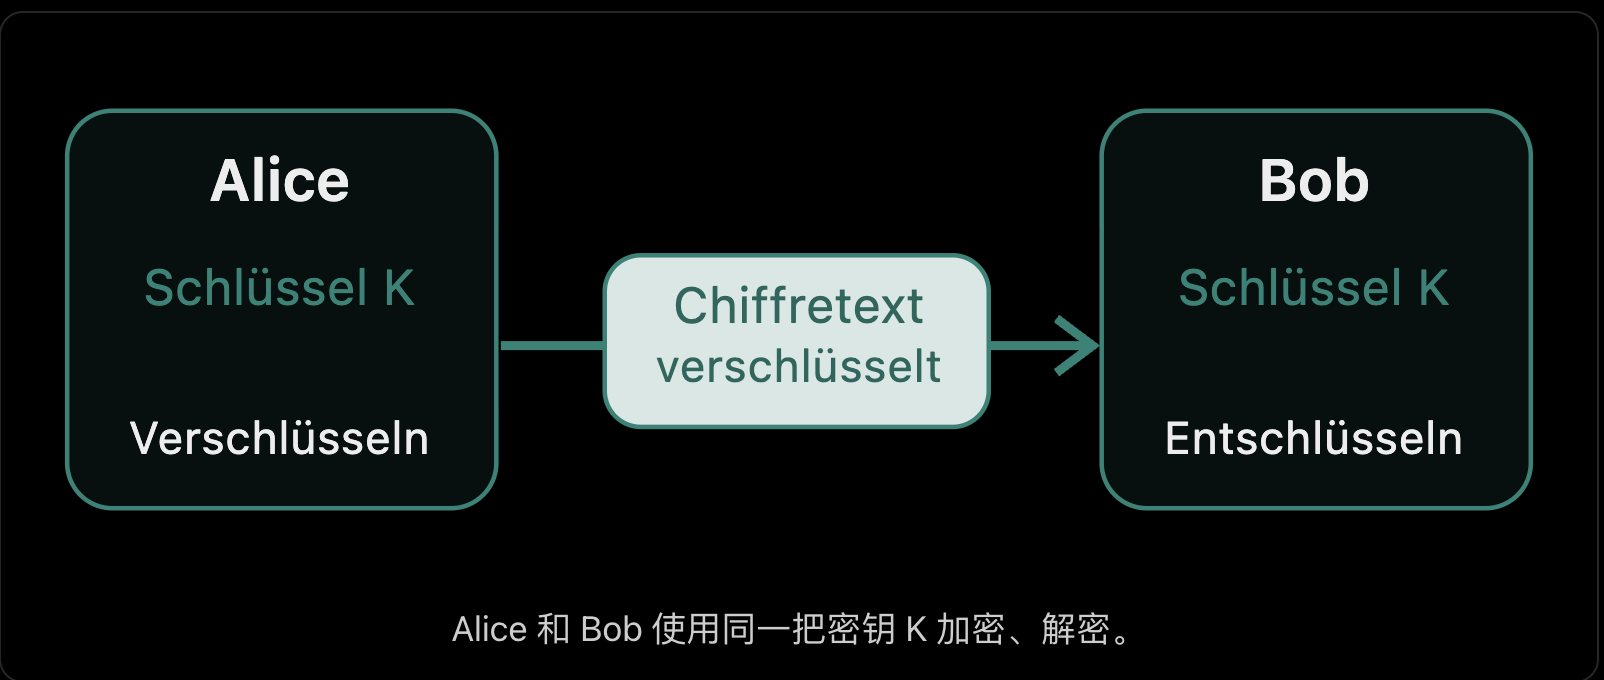 Alice
Schlüssel K
Verschlüsseln
Chiffretext
verschlüsselt
Bob
Schlüssel K
Entschlüsseln
Alice 和 Bob 使用同一把密钥 K 加密、解密。